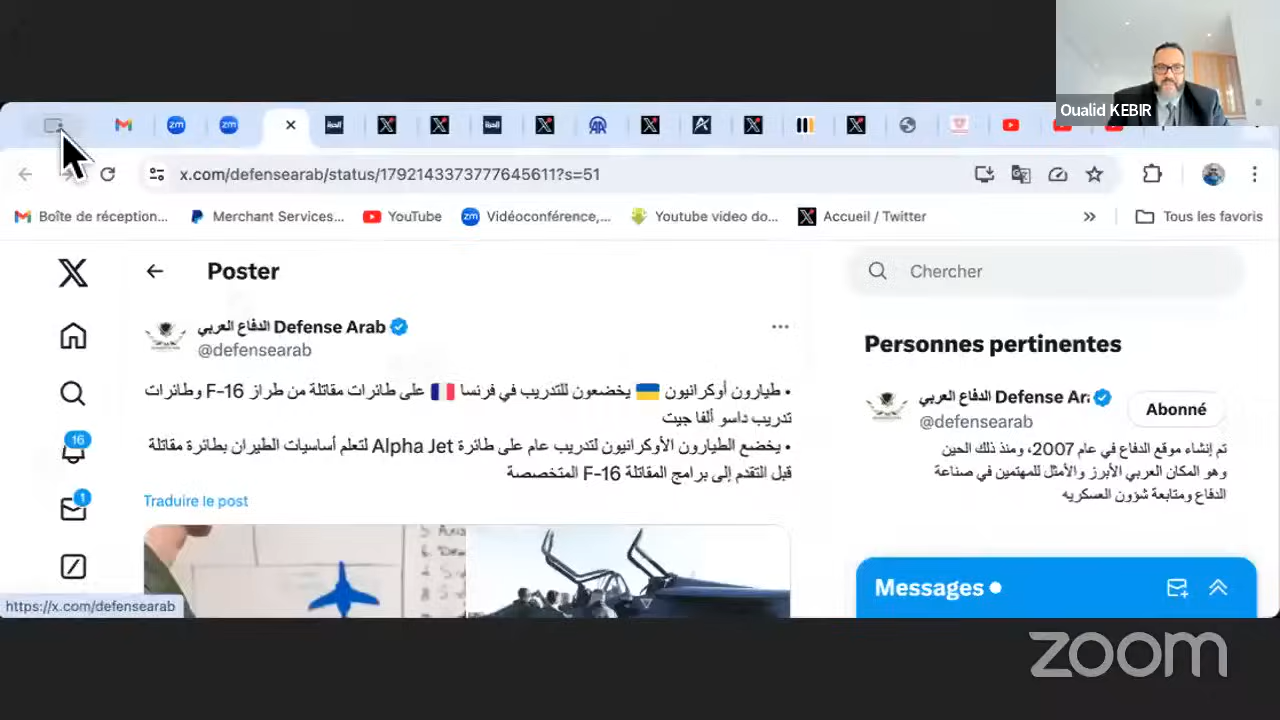 Oualid KEBIR
x.com/defensearab/status/1792143373777645611?s=51
Boîte de réception...
Merchant Services...
YouTube
Vidéoconférence,...
Youtube video do...
Accueil / Twitter
Tous les favoris
Poster
Chercher
الدفاع العربي Defense Arab
@defensearab
• طيارون أوكرانيون 🇺🇦 يخضعون للتدريب في فرنسا 🇫🇷 على طائرات مقاتلة من طراز F-16 وطائرات
تدريب داسو ألفا جيت
• يخضع الطيارون الأوكرانيون لتدريب عام على طائرة Alpha Jet لتعلم أساسيات الطيران بطائرة مقاتلة
قبل التقدم إلى برامج المقاتلة F-16 المتخصصة
Traduire le post
Personnes pertinentes
الدفاع العربي Defense Ar
@defensearab
Abonné
تم إنشاء موقع الدفاع في عام 2007، ومنذ ذلك الحين
وهو المكان العربي الأبرز والأمثل للمهتمين في صناعة
الدفاع ومتابعة شؤون العسكريه
16
1
Messages
https://x.com/defensearab
zoom